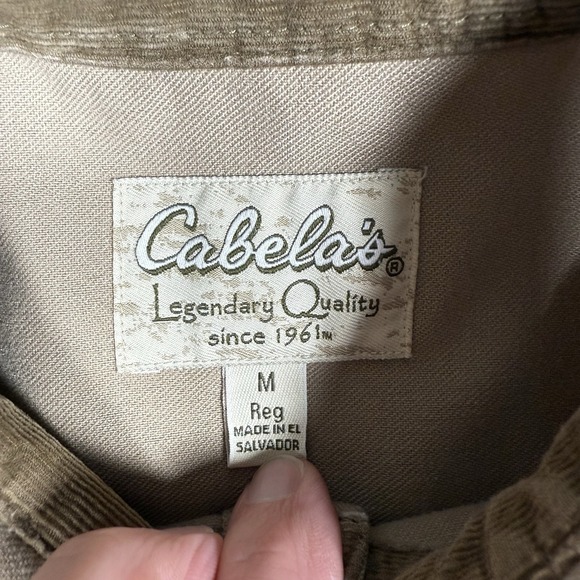 Cabela's®
Legendary Quality
since 1961™
M
Reg
MADE IN EL
SALVADOR